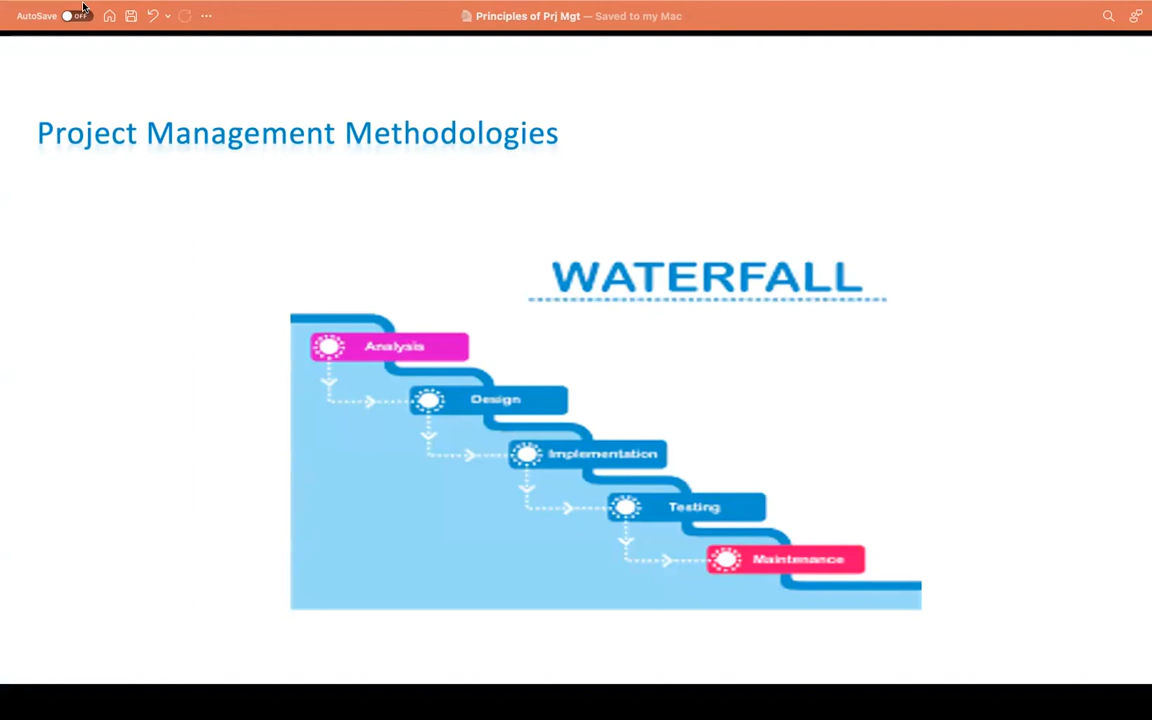 AutoSave OFF
Principles of Prj Mgt — Saved to my Mac
Project Management Methodologies
WATERFALL
Analysis
Design
Implementation
Testing
Maintenance